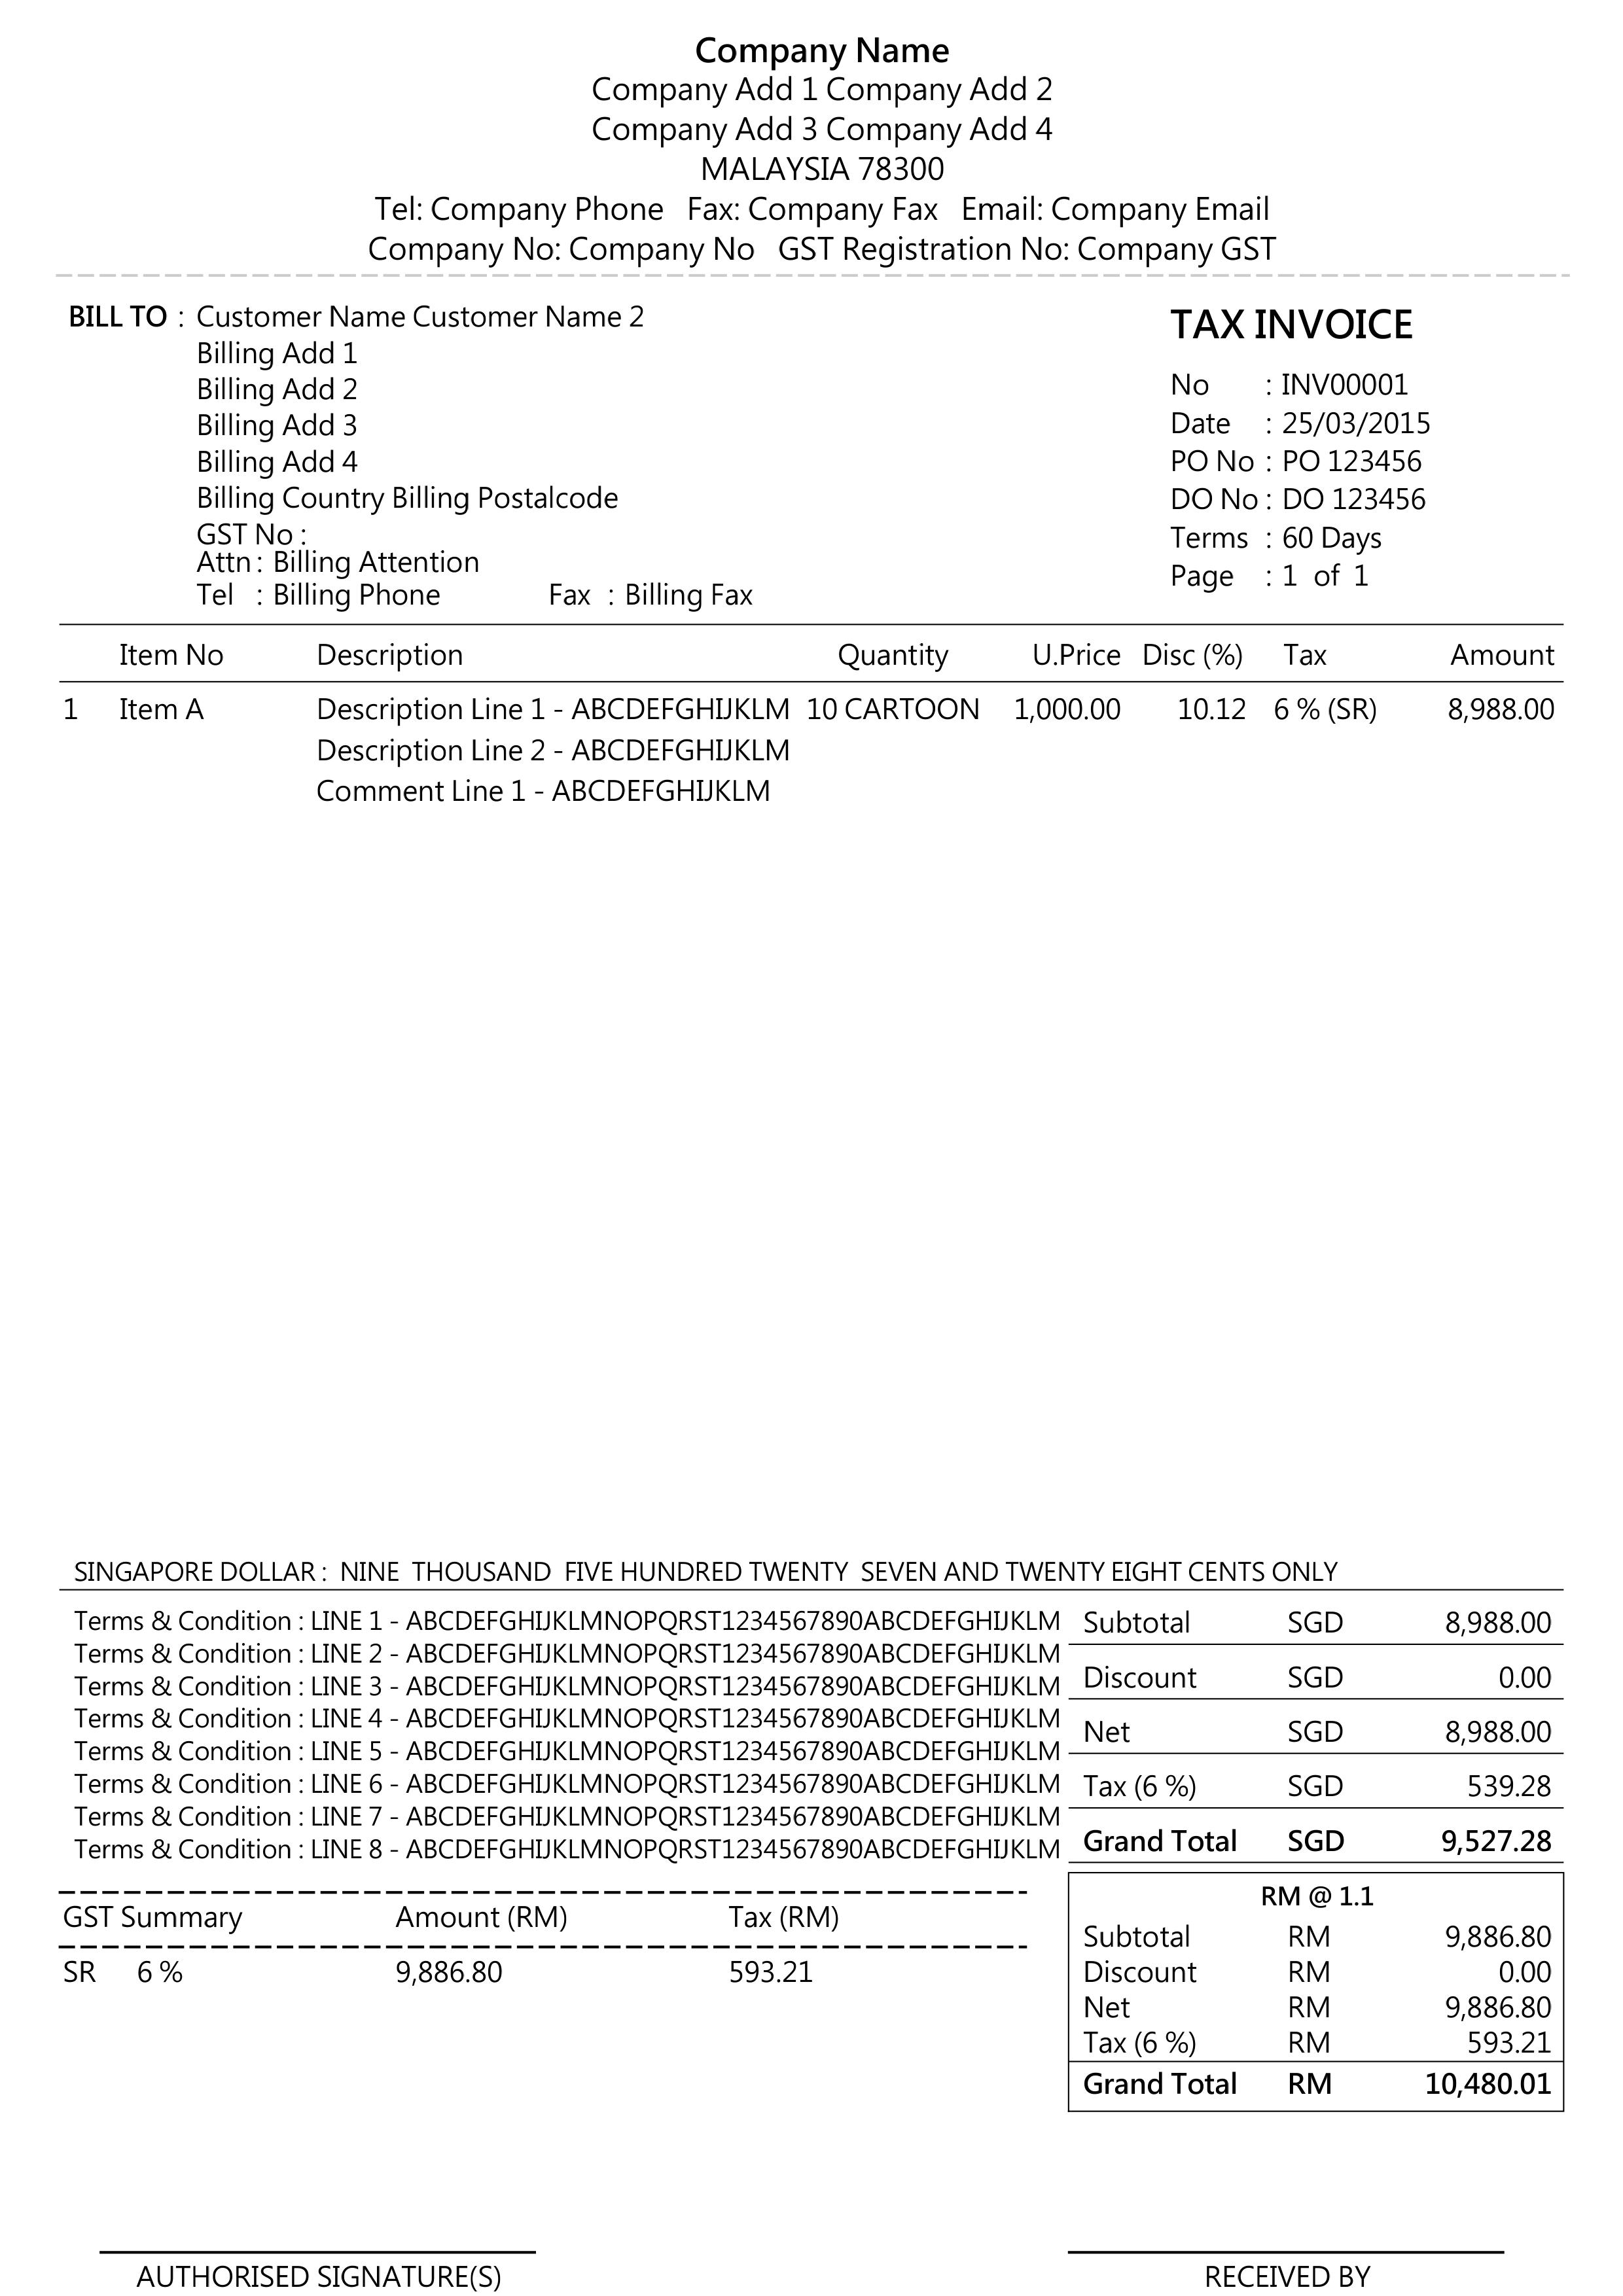 Company Name
Company Add 1 Company Add 2
Company Add 3 Company Add 4
MALAYSIA 78300
Tel: Company Phone Fax: Company Fax Email: Company Email
Company No: Company No GST Registration No: Company GST
BILL TO : Customer Name Customer Name 2
Billing Add 1
Billing Add 2
Billing Add 3
Billing Add 4
Billing Country Billing Postalcode
GST No :
Attn : Billing Attention
Tel : Billing Phone Fax : Billing Fax
TAX INVOICE
No : INV00001
Date : 25/03/2015
PO No : PO 123456
DO No : DO 123456
Terms : 60 Days
Page : 1 of 1
Item No Description Quantity U.Price Disc (%) Tax Amount
1 Item A Description Line 1 - ABCDEFGHIJKLM 10 CARTOON 1,000.00 10.12 6 % (SR) 8,988.00
Description Line 2 - ABCDEFGHIJKLM
Comment Line 1 - ABCDEFGHIJKLM
SINGAPORE DOLLAR : NINE THOUSAND FIVE HUNDRED TWENTY SEVEN AND TWENTY EIGHT CENTS ONLY
Terms & Condition : LINE 1 - ABCDEFGHIJKLMNOPQRST1234567890ABCDEFGHIJKLM
Terms & Condition : LINE 2 - ABCDEFGHIJKLMNOPQRST1234567890ABCDEFGHIJKLM
Terms & Condition : LINE 3 - ABCDEFGHIJKLMNOPQRST1234567890ABCDEFGHIJKLM
Terms & Condition : LINE 4 - ABCDEFGHIJKLMNOPQRST1234567890ABCDEFGHIJKLM
Terms & Condition : LINE 5 - ABCDEFGHIJKLMNOPQRST1234567890ABCDEFGHIJKLM
Terms & Condition : LINE 6 - ABCDEFGHIJKLMNOPQRST1234567890ABCDEFGHIJKLM
Terms & Condition : LINE 7 - ABCDEFGHIJKLMNOPQRST1234567890ABCDEFGHIJKLM
Terms & Condition : LINE 8 - ABCDEFGHIJKLMNOPQRST1234567890ABCDEFGHIJKLM
Subtotal SGD 8,988.00
Discount SGD 0.00
Net SGD 8,988.00
Tax (6 %) SGD 539.28
Grand Total SGD 9,527.28
GST Summary Amount (RM) Tax (RM)
SR 6 % 9,886.80 593.21
RM @ 1.1
Subtotal RM 9,886.80
Discount RM 0.00
Net RM 9,886.80
Tax (6 %) RM 593.21
Grand Total RM 10,480.01
AUTHORISED SIGNATURE(S) RECEIVED BY